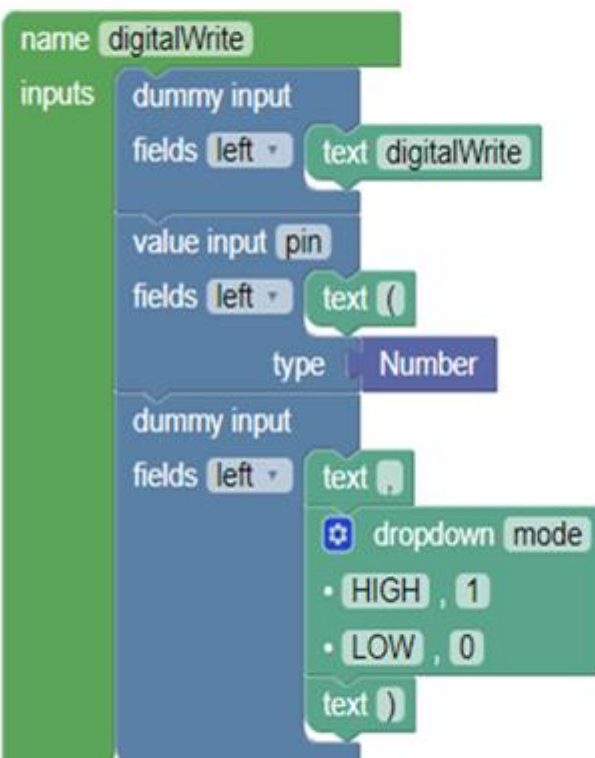 name digitalWrite
inputs dummy input
fields left text digitalWrite
value input pin
fields left text (
type Number
dummy input
fields left text ,
dropdown mode
• HIGH , 1
• LOW , 0
text )